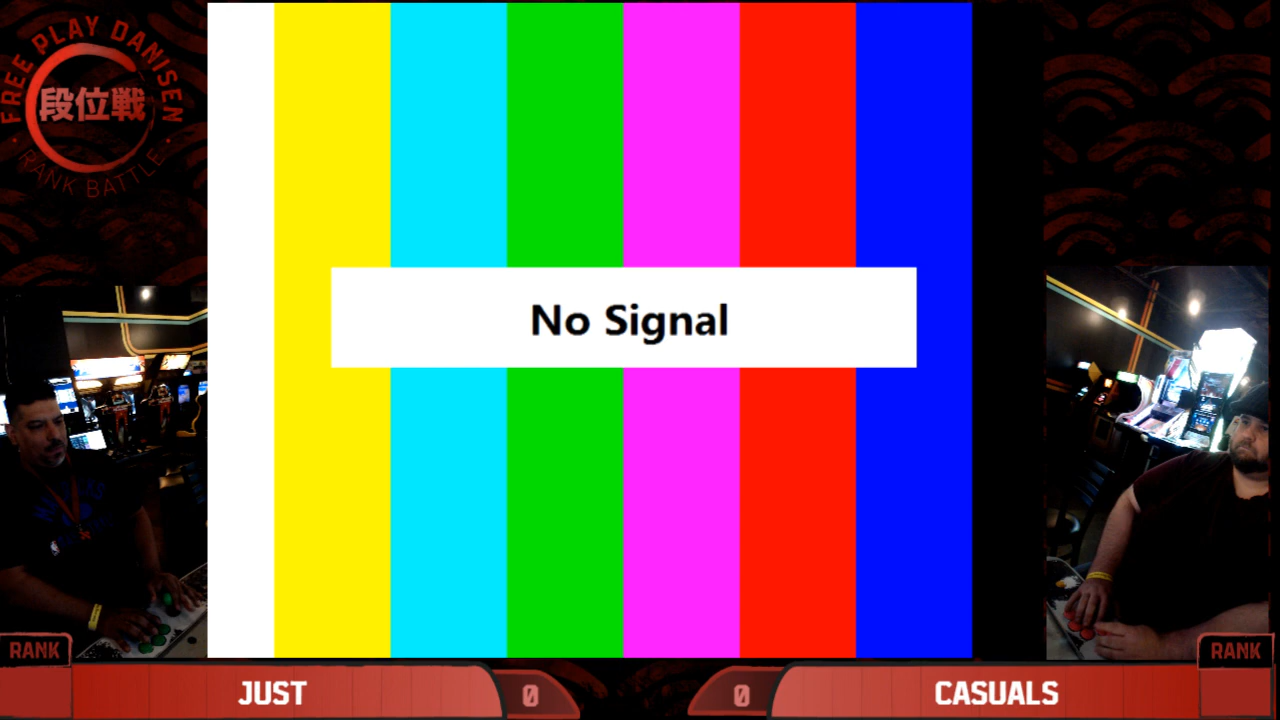 FREE PLAY DANISEN
段位戦
RANK BATTLE
No Signal
RANK
RANK
JUST
0
0
CASUALS